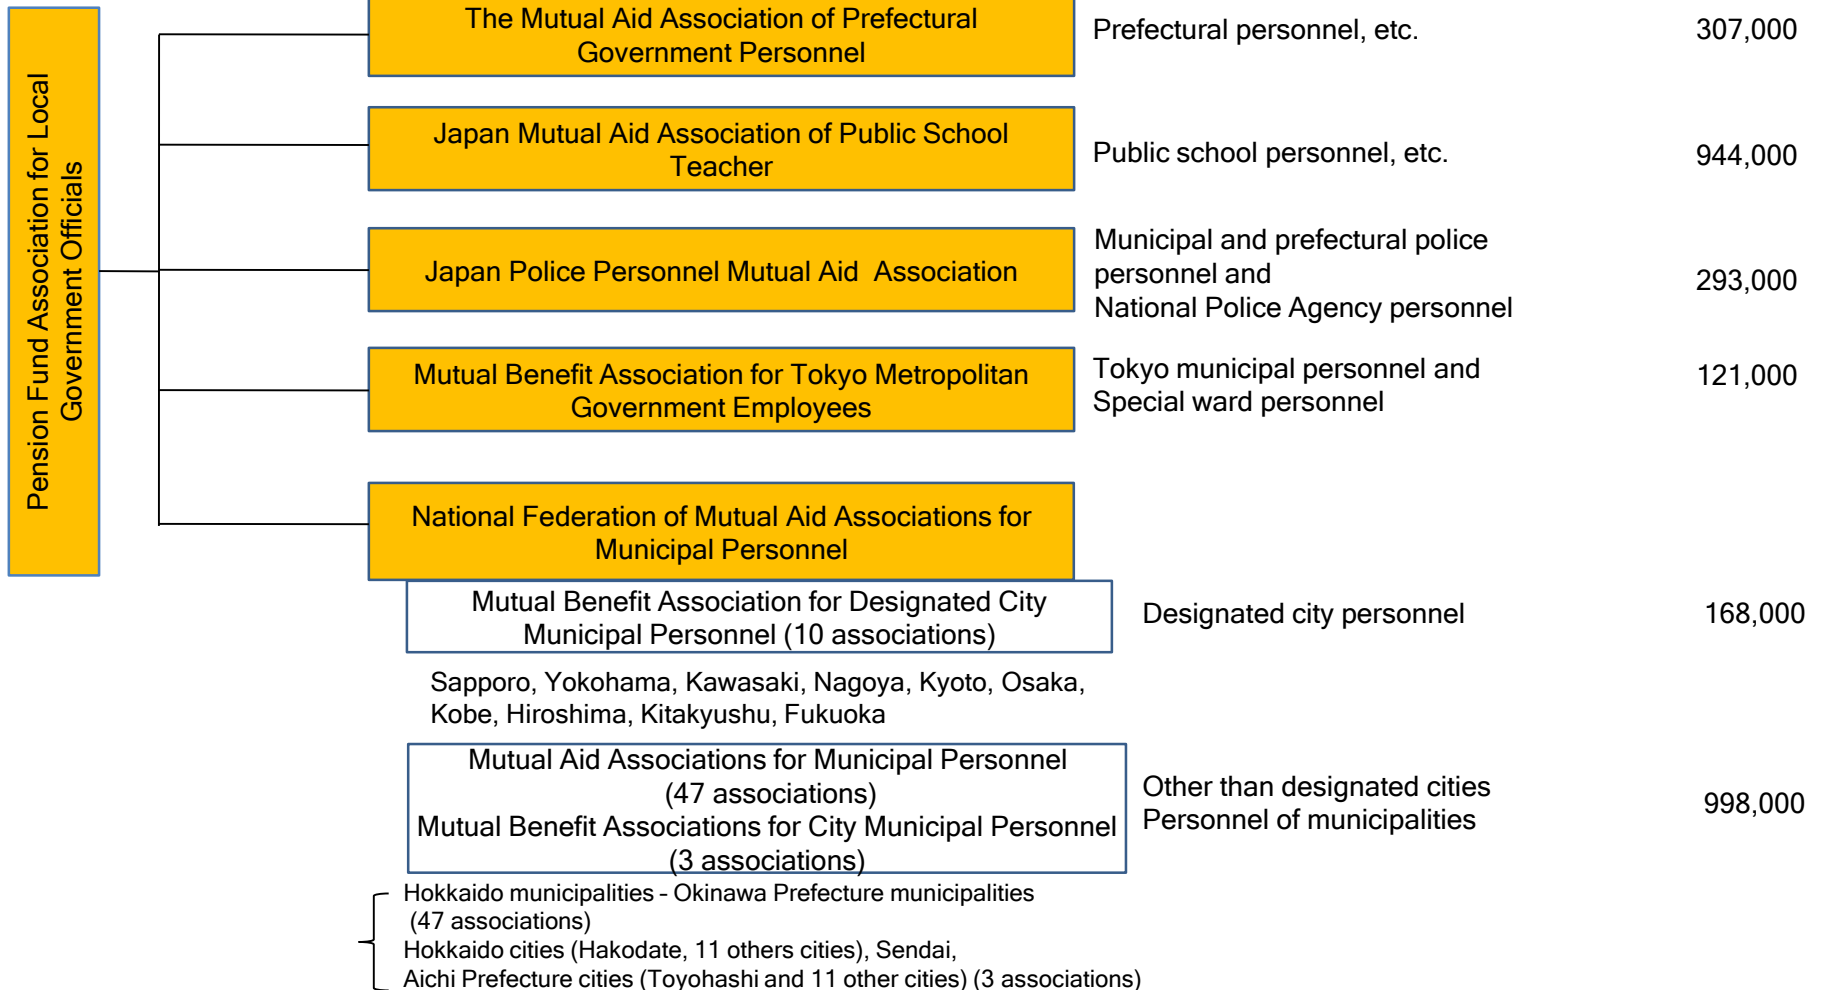 Pension Fund Association for Local
Government Officials
The Mutual Aid Association of Prefectural
Government Personnel
Prefectural personnel, etc.
307,000
Japan Mutual Aid Association of Public School
Teacher
Public school personnel, etc.
944,000
Japan Police Personnel Mutual Aid  Association
Municipal and prefectural police
personnel and
National Police Agency personnel
293,000
Mutual Benefit Association for Tokyo Metropolitan
Government Employees
Tokyo municipal personnel and
Special ward personnel
121,000
National Federation of Mutual Aid Associations for
Municipal Personnel
Mutual Benefit Association for Designated City
Municipal Personnel (10 associations)
Designated city personnel
168,000
Sapporo, Yokohama, Kawasaki, Nagoya, Kyoto, Osaka,
Kobe, Hiroshima, Kitakyushu, Fukuoka
Mutual Aid Associations for Municipal Personnel
(47 associations)
Mutual Benefit Associations for City Municipal Personnel
(3 associations)
Other than designated cities
Personnel of municipalities
998,000
Hokkaido municipalities – Okinawa Prefecture municipalities
(47 associations)
Hokkaido cities (Hakodate, 11 others cities), Sendai,
Aichi Prefecture cities (Toyohashi and 11 other cities) (3 associations)